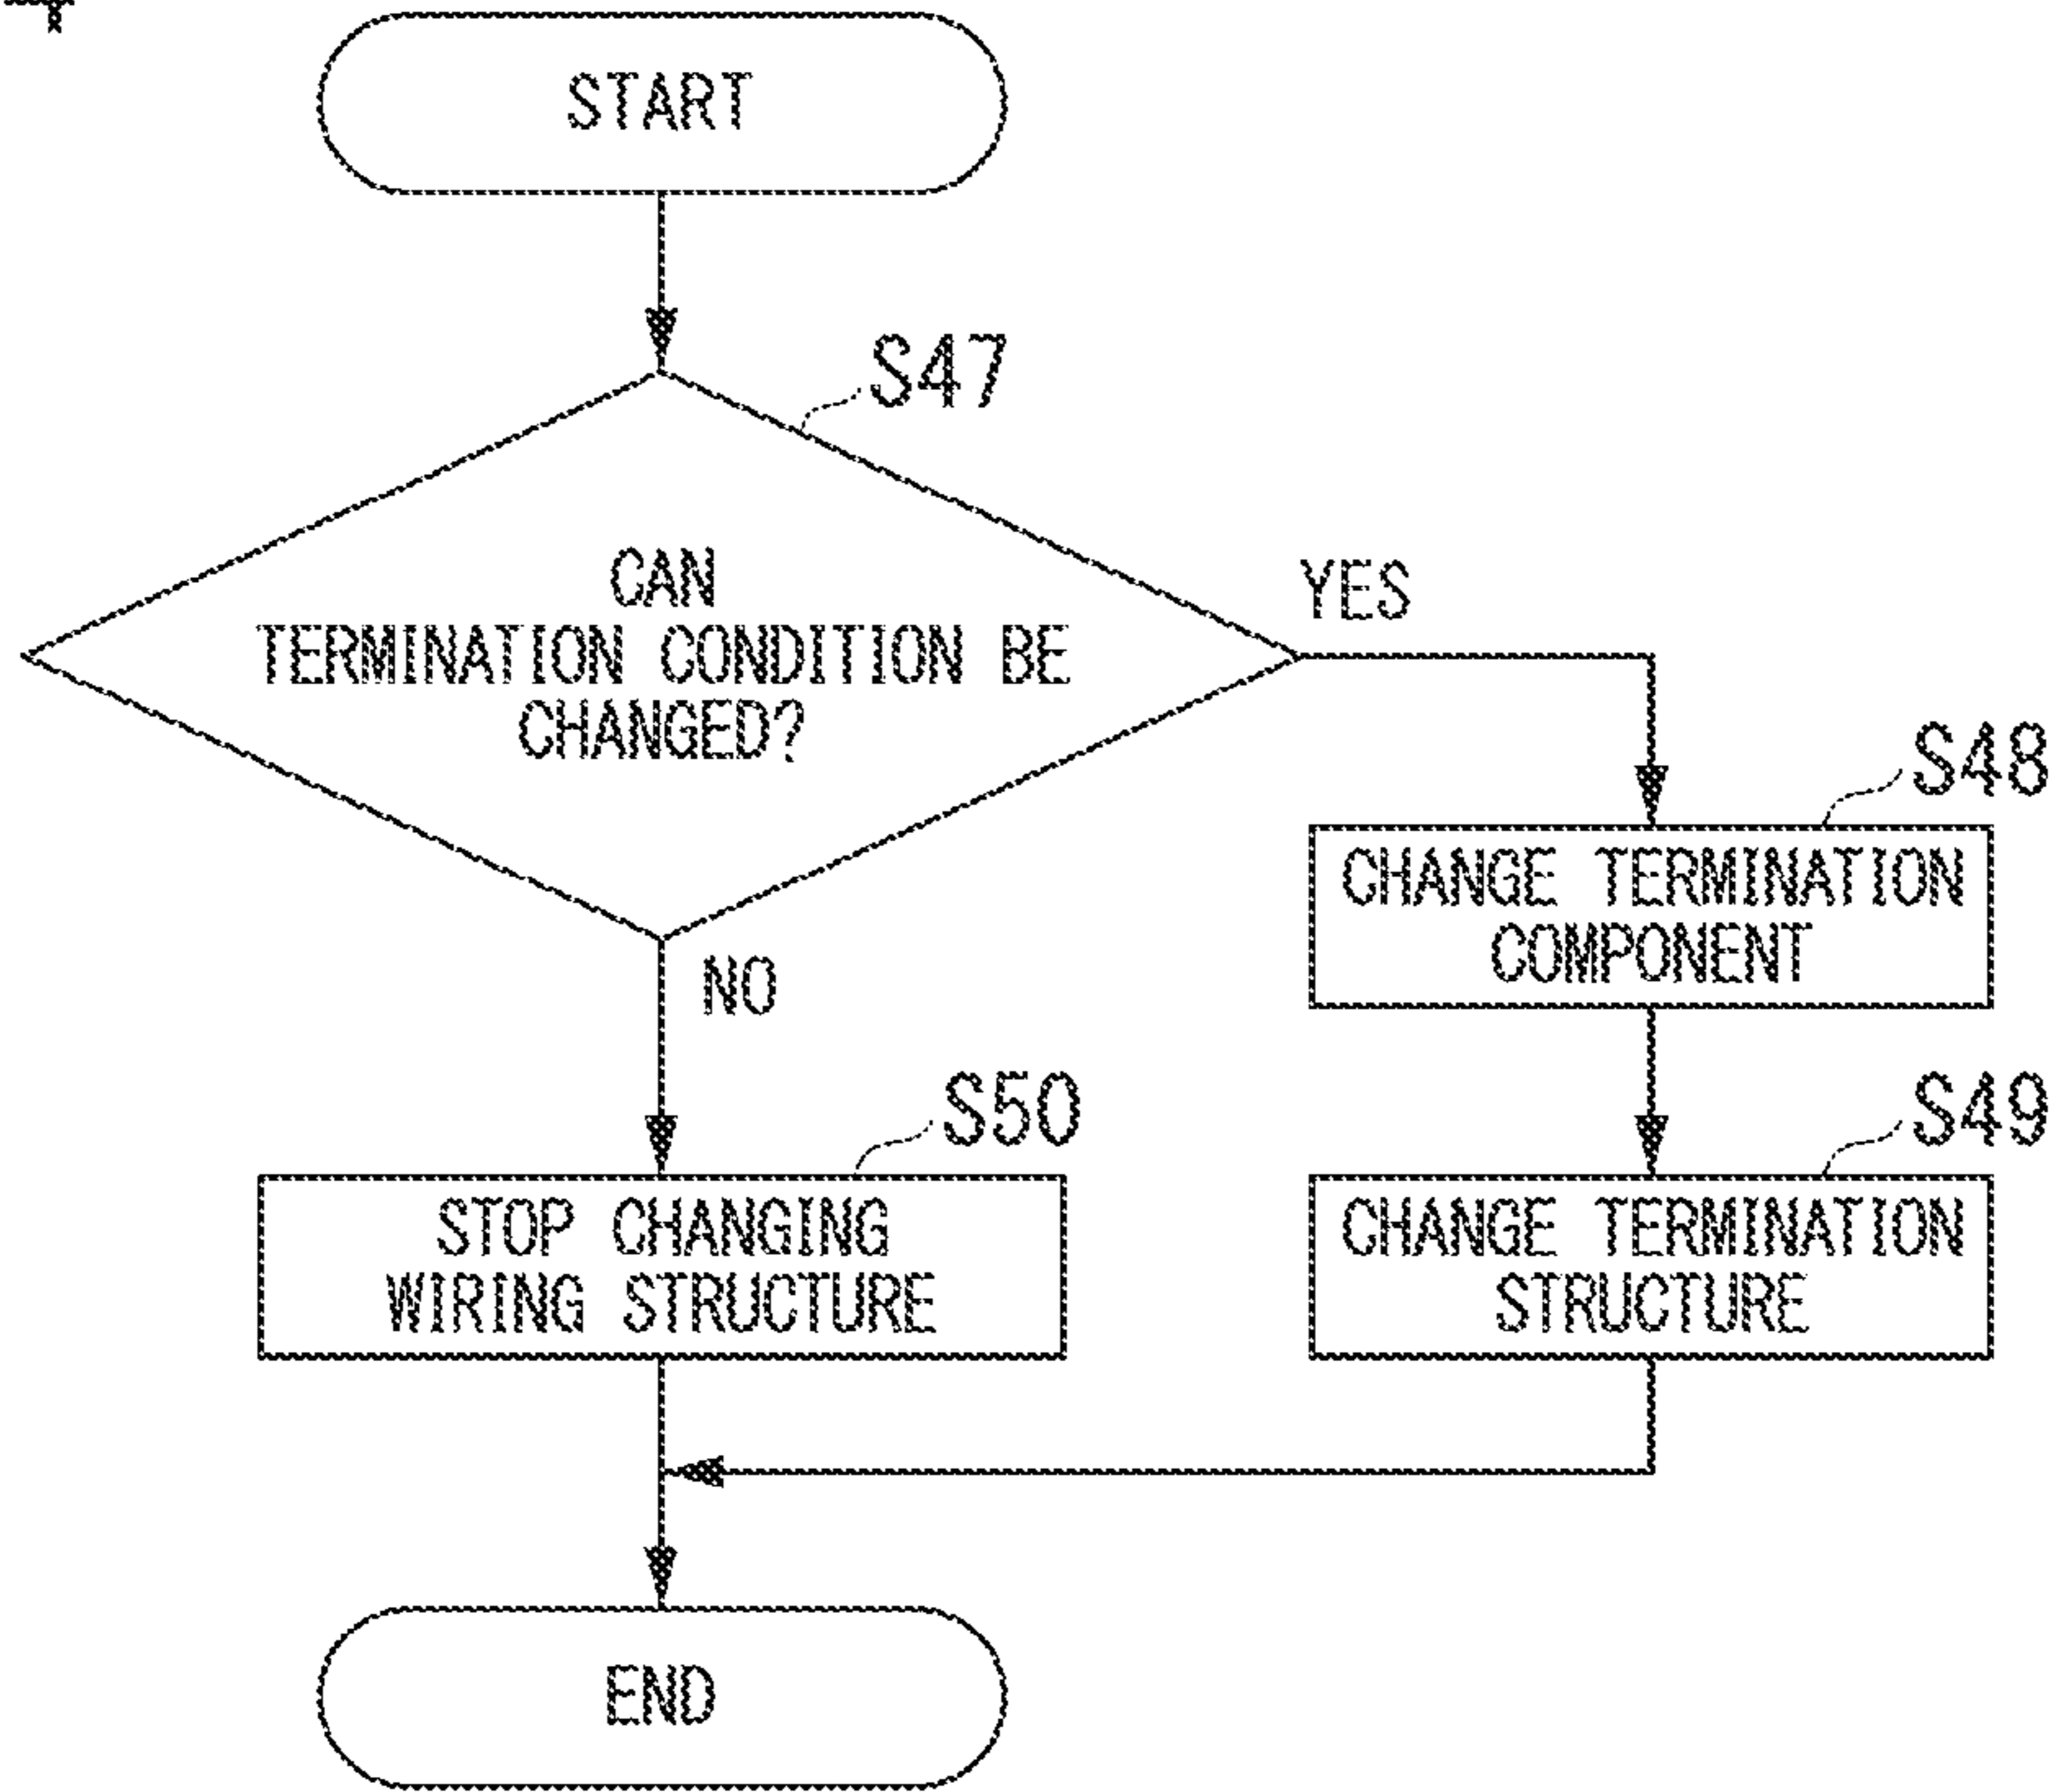 START
S47
CAN
TERMINATION CONDITION BE
CHANGED?
YES
NO
S48
CHANGE TERMINATION
COMPONENT
S50
STOP CHANGING
WIRING STRUCTURE
S49
CHANGE TERMINATION
STRUCTURE
END